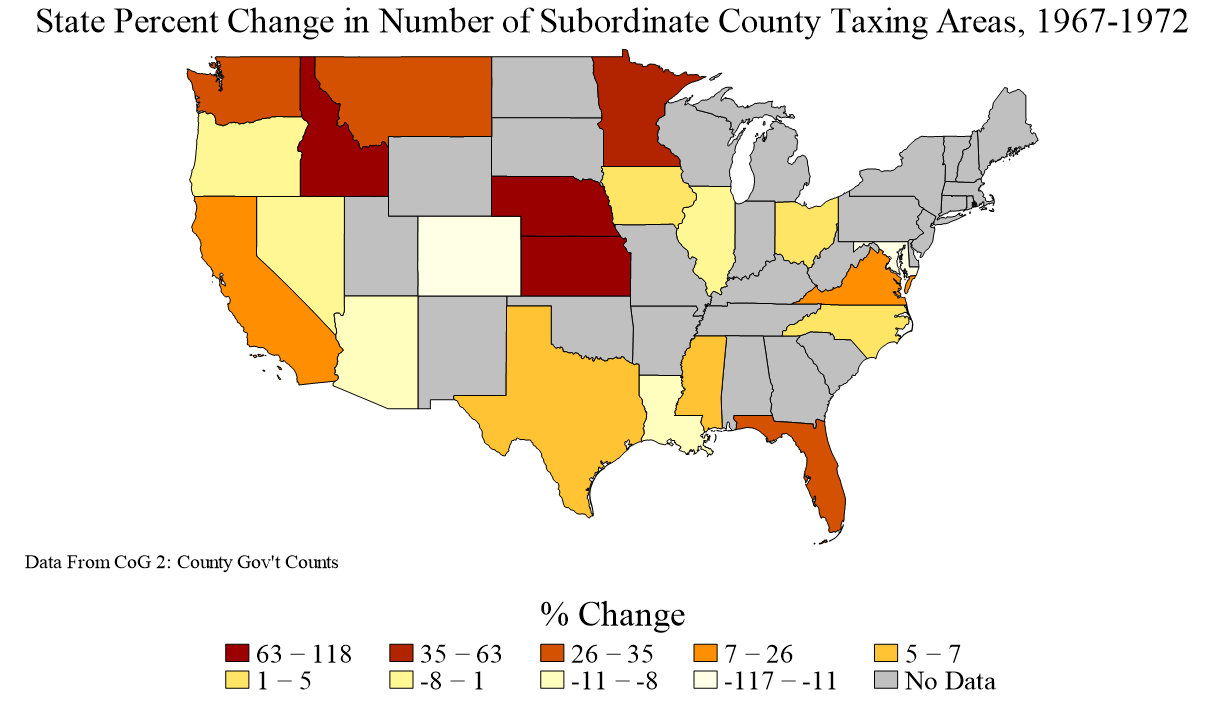 State Percent Change in Number of Subordinate County Taxing Areas, 1967-1972
Data From CoG 2: County Gov't Counts
% Change
63 − 118 35 − 63 26 − 35 7 − 26 5 − 7
1 − 5 -8 − 1 -11 − -8 -117 − -11 No Data